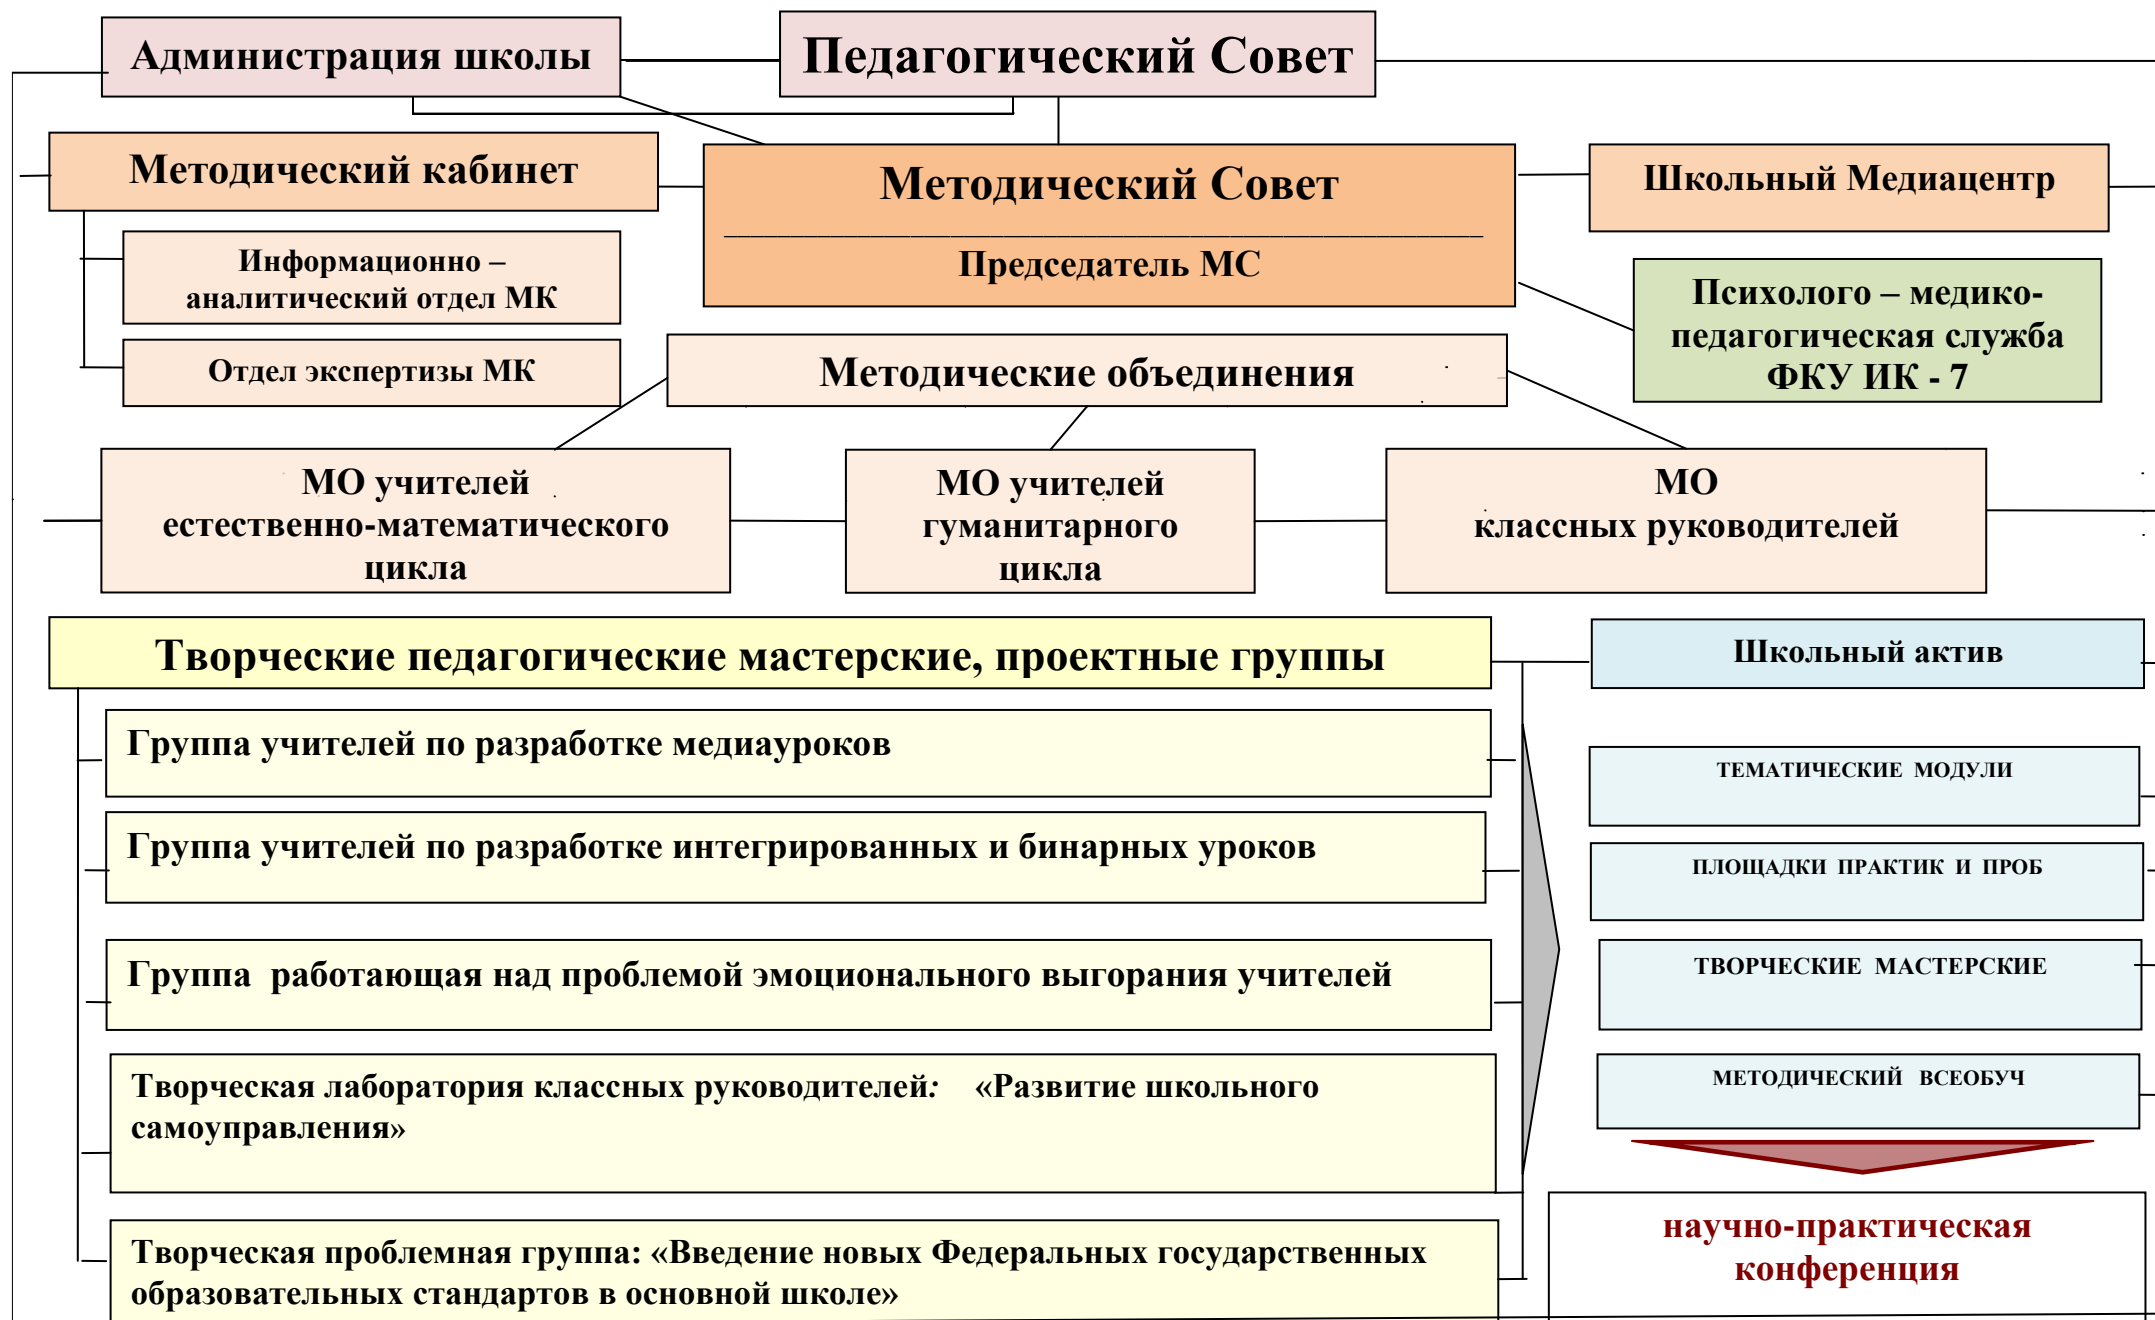 Администрация школы
Педагогический Совет
Методический кабинет
Методический Совет
Председатель МС
Школьный Медиацентр
Информационно –
аналитический отдел МК
Отдел экспертизы МК
Психолого – медико-
педагогическая служба
ФКУ ИК - 7
Методические объединения
МО учителей
естественно-математического
цикла
МО учителей
гуманитарного
цикла
МО
классных руководителей
Творческие педагогические мастерские, проектные группы
Школьный актив
Группа учителей по разработке медиауроков
Группа учителей по разработке интегрированных и бинарных уроков
Группа работающая над проблемой эмоционального выгорания учителей
Творческая лаборатория классных руководителей: «Развитие школьного
самоуправления»
Творческая проблемная группа: «Введение новых Федеральных государственных
образовательных стандартов в основной школе»
ТЕМАТИЧЕСКИЕ МОДУЛИ
ПЛОЩАДКИ ПРАКТИК И ПРОБ
ТВОРЧЕСКИЕ МАСТЕРСКИЕ
МЕТОДИЧЕСКИЙ ВСЕОБУЧ
научно-практическая
конференция